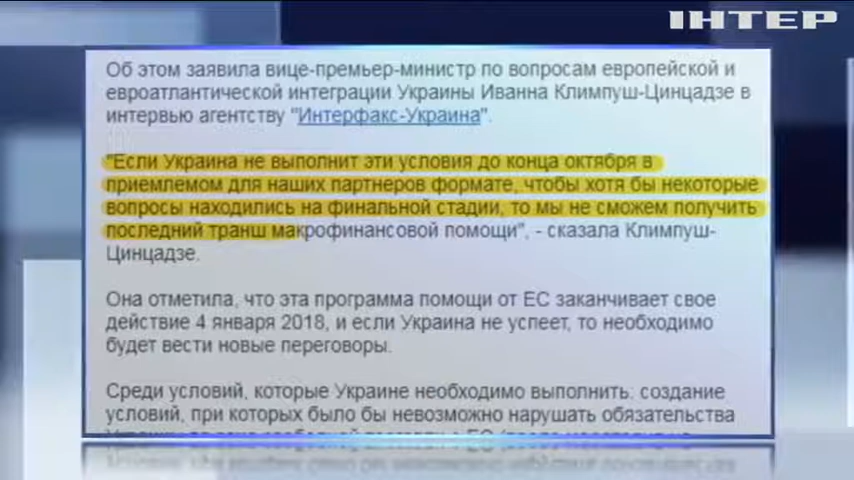 ІНТЕР
Об этом заявила вице-премьер-министр по вопросам европейской и
евроатлантической интеграции Украины Иванна Климпуш-Цинцадзе в
интервью агентству "Интерфакс-Украина".
"Если Украина не выполнит эти условия до конца октября в
приемлемом для наших партнеров формате, чтобы хотя бы некоторые
вопросы находились на финальной стадии, то мы не сможем получить
последний транш макрофинансовой помощи", - сказала Климпуш-
Цинцадзе.
Она отметила, что эта программа помощи от ЕС заканчивает свое
действие 4 января 2018, и если Украина не успеет, то необходимо
будет вести новые переговоры.
Среди условий, которые Украине необходимо выполнить: создание
условий, при которых было бы невозможно нарушать обязательства